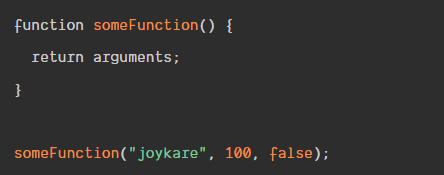 function someFunction() {
  return arguments;
}
someFunction("joykare", 100, false);